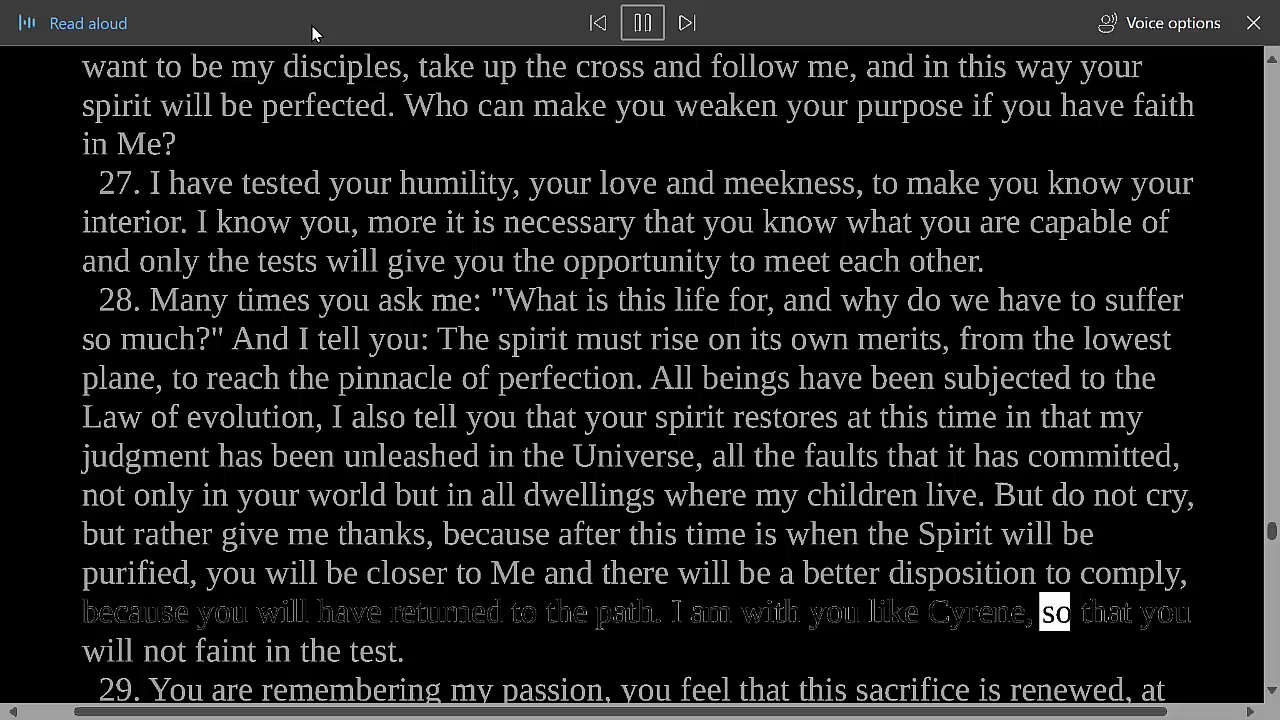 Read aloud
Voice options
want to be my disciples, take up the cross and follow me, and in this way your
spirit will be perfected. Who can make you weaken your purpose if you have faith
in Me?
27. I have tested your humility, your love and meekness, to make you know your
interior. I know you, more it is necessary that you know what you are capable of
and only the tests will give you the opportunity to meet each other.
28. Many times you ask me: "What is this life for, and why do we have to suffer
so much?" And I tell you: The spirit must rise on its own merits, from the lowest
plane, to reach the pinnacle of perfection. All beings have been subjected to the
Law of evolution, I also tell you that your spirit restores at this time in that my
judgment has been unleashed in the Universe, all the faults that it has committed,
not only in your world but in all dwellings where my children live. But do not cry,
but rather give me thanks, because after this time is when the Spirit will be
purified, you will be closer to Me and there will be a better disposition to comply,
because you will have returned to the path. I am with you like Cyrene, so that you
will not faint in the test.
29. You are remembering my passion, you feel that this sacrifice is renewed, at